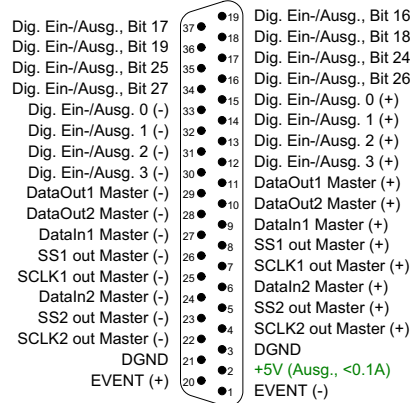 19 Dig. Ein-/Ausg., Bit 16
Dig. Ein-/Ausg., Bit 17 37
18 Dig. Ein-/Ausg., Bit 18
Dig. Ein-/Ausg., Bit 19 36
17 Dig. Ein-/Ausg., Bit 24
Dig. Ein-/Ausg., Bit 25 35
16 Dig. Ein-/Ausg., Bit 26
Dig. Ein-/Ausg., Bit 27 34
15 Dig. Ein-/Ausg. 0 (+)
Dig. Ein-/Ausg. 0 (-) 33
14 Dig. Ein-/Ausg. 1 (+)
Dig. Ein-/Ausg. 1 (-) 32
13 Dig. Ein-/Ausg. 2 (+)
Dig. Ein-/Ausg. 2 (-) 31
12 Dig. Ein-/Ausg. 3 (+)
Dig. Ein-/Ausg. 3 (-) 30
11 DataOut1 Master (+)
DataOut1 Master (-) 29
10 DataOut2 Master (+)
DataOut2 Master (-) 28
9 DataIn1 Master (+)
DataIn1 Master (-) 27
8 SS1 out Master (+)
SS1 out Master (-) 26
7 SCLK1 out Master (+)
SCLK1 out Master (-) 25
6 DataIn2 Master (+)
DataIn2 Master (-) 24
5 SS2 out Master (+)
SS2 out Master (-) 23
4 SCLK2 out Master (+)
SCLK2 out Master (-) 22
3 DGND
DGND 21
2 +5V (Ausg., <0.1A)
EVENT (+) 20
1 EVENT (-)